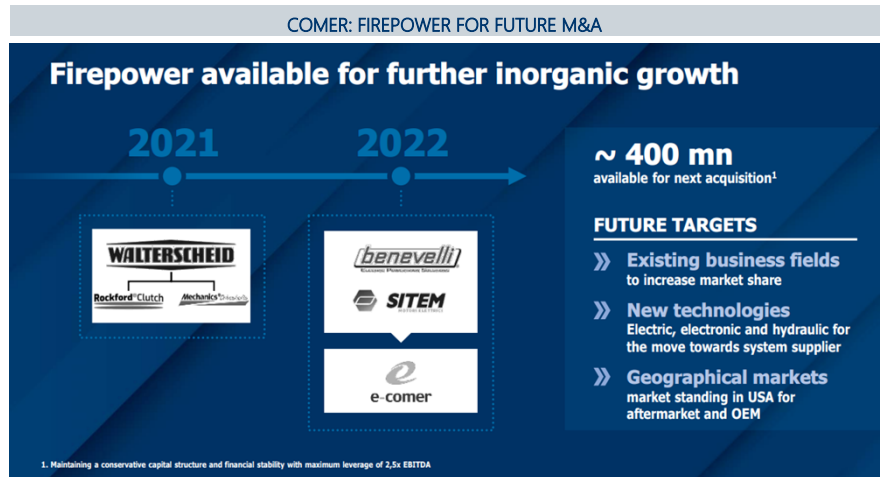 COMER: FIREPOWER FOR FUTURE M&A
Firepower available for further inorganic growth
2021
2022
WALTERSCHEID
Rockford®Clutch
Mechanics®
benevelli
SITEM
e-comer
~ 400 mn
available for next acquisition¹
FUTURE TARGETS
Existing business fields
to increase market share
New technologies
Electric, electronic and hydraulic for
the move towards system supplier
Geographical markets
market standing in USA for
aftermarket and OEM
1. Maintaining a conservative capital structure and financial stability with maximum leverage of 2,5x EBITDA